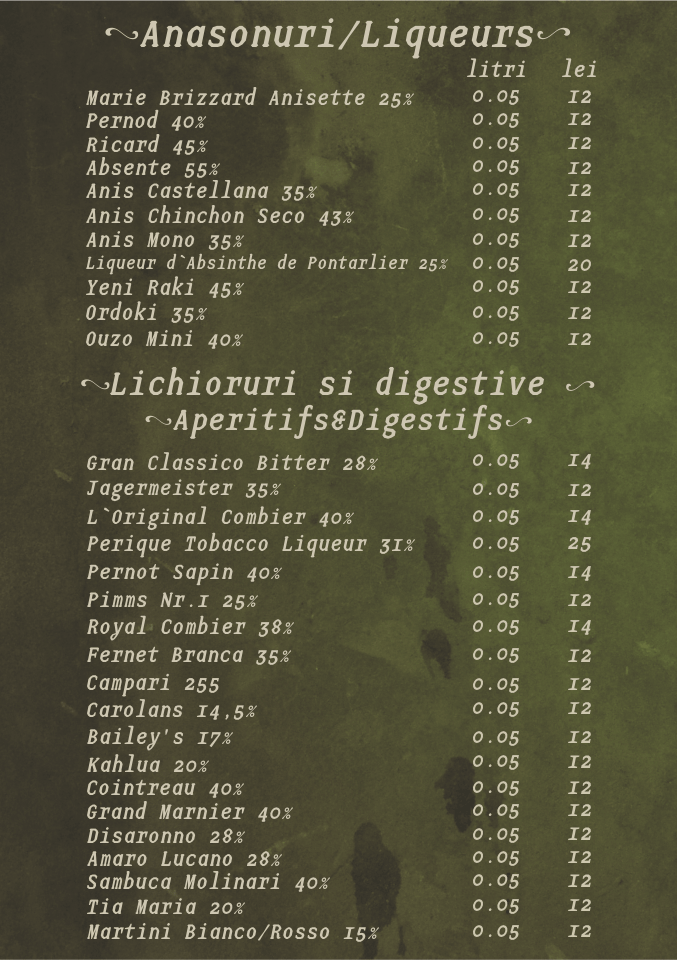 Anasonuri/Liqueurs
litri lei
Marie Brizzard Anisette 25% 0.05 12
Pernod 40% 0.05 12
Ricard 45% 0.05 12
Absente 55% 0.05 12
Anis Castellana 35% 0.05 12
Anis Chinchon Seco 43% 0.05 12
Anis Mono 35% 0.05 12
Liqueur d`Absinthe de Pontarlier 25% 0.05 20
Yeni Raki 45% 0.05 12
Ordoki 35% 0.05 12
Ouzo Mini 40% 0.05 12
Lichioruri si digestive
Aperitifs&Digestifs
Gran Classico Bitter 28% 0.05 14
Jagermeister 35% 0.05 12
L`Original Combier 40% 0.05 14
Perique Tobacco Liqueur 31% 0.05 25
Pernot Sapin 40% 0.05 14
Pimms Nr.1 25% 0.05 12
Royal Combier 38% 0.05 14
Fernet Branca 35% 0.05 12
Campari 255 0.05 12
Carolans 14,5% 0.05 12
Bailey's 17% 0.05 12
Kahlua 20% 0.05 12
Cointreau 40% 0.05 12
Grand Marnier 40% 0.05 12
Disaronno 28% 0.05 12
Amaro Lucano 28% 0.05 12
Sambuca Molinari 40% 0.05 12
Tia Maria 20% 0.05 12
Martini Bianco/Rosso 15% 0.05 12